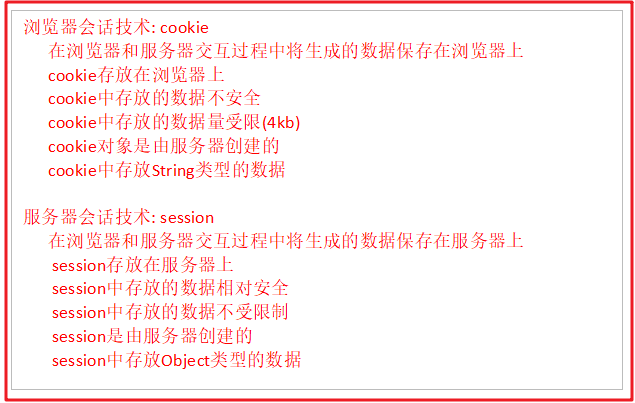 浏览器会话技术: cookie
在浏览器和服务器交互过程中将生成的数据保存在浏览器上
cookie存放在浏览器上
cookie中存放的数据不安全
cookie中存放的数据量受限(4kb)
cookie对象是由服务器创建的
cookie中存放String类型的数据
服务器会话技术: session
在浏览器和服务器交互过程中将生成的数据保存在服务器上
session存放在服务器上
session中存放的数据相对安全
session中存放的数据不受限制
session是由服务器创建的
session中存放Object类型的数据